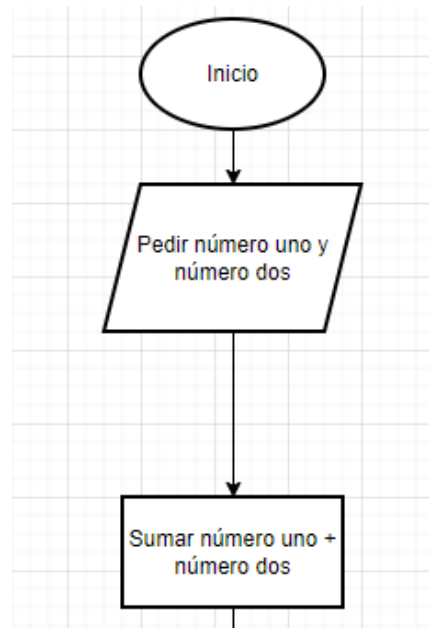 Inicio
Pedir número uno y
número dos
Sumar número uno +
número dos